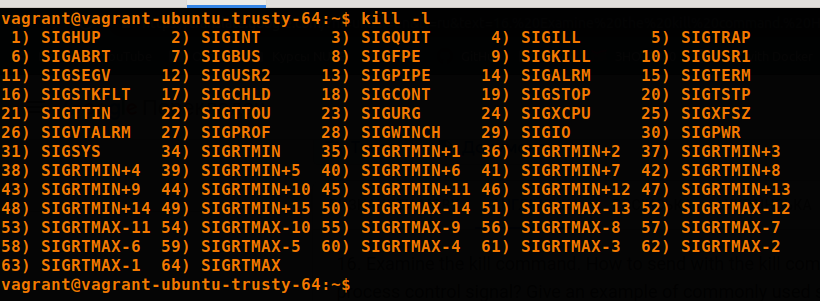 vagrant@vagrant-ubuntu-trusty-64:~$ kill -l
 1) SIGHUP       2) SIGINT       3) SIGQUIT      4) SIGILL       5) SIGTRAP
 6) SIGABRT      7) SIGBUS       8) SIGFPE       9) SIGKILL     10) SIGUSR1
11) SIGSEGV     12) SIGUSR2     13) SIGPIPE     14) SIGALRM     15) SIGTERM
16) SIGSTKFLT   17) SIGCHLD     18) SIGCONT     19) SIGSTOP     20) SIGTSTP
21) SIGTTIN     22) SIGTTOU     23) SIGURG      24) SIGXCPU     25) SIGXFSZ
26) SIGVTALRM   27) SIGPROF     28) SIGWINCH    29) SIGIO       30) SIGPWR
31) SIGSYS      34) SIGRTMIN    35) SIGRTMIN+1  36) SIGRTMIN+2  37) SIGRTMIN+3
38) SIGRTMIN+4  39) SIGRTMIN+5  40) SIGRTMIN+6  41) SIGRTMIN+7  42) SIGRTMIN+8
43) SIGRTMIN+9  44) SIGRTMIN+10 45) SIGRTMIN+11 46) SIGRTMIN+12 47) SIGRTMIN+13
48) SIGRTMIN+14 49) SIGRTMIN+15 50) SIGRTMAX-14 51) SIGRTMAX-13 52) SIGRTMAX-12
53) SIGRTMAX-11 54) SIGRTMAX-10 55) SIGRTMAX-9  56) SIGRTMAX-8  57) SIGRTMAX-7
58) SIGRTMAX-6  59) SIGRTMAX-5  60) SIGRTMAX-4  61) SIGRTMAX-3  62) SIGRTMAX-2
63) SIGRTMAX-1  64) SIGRTMAX
vagrant@vagrant-ubuntu-trusty-64:~$